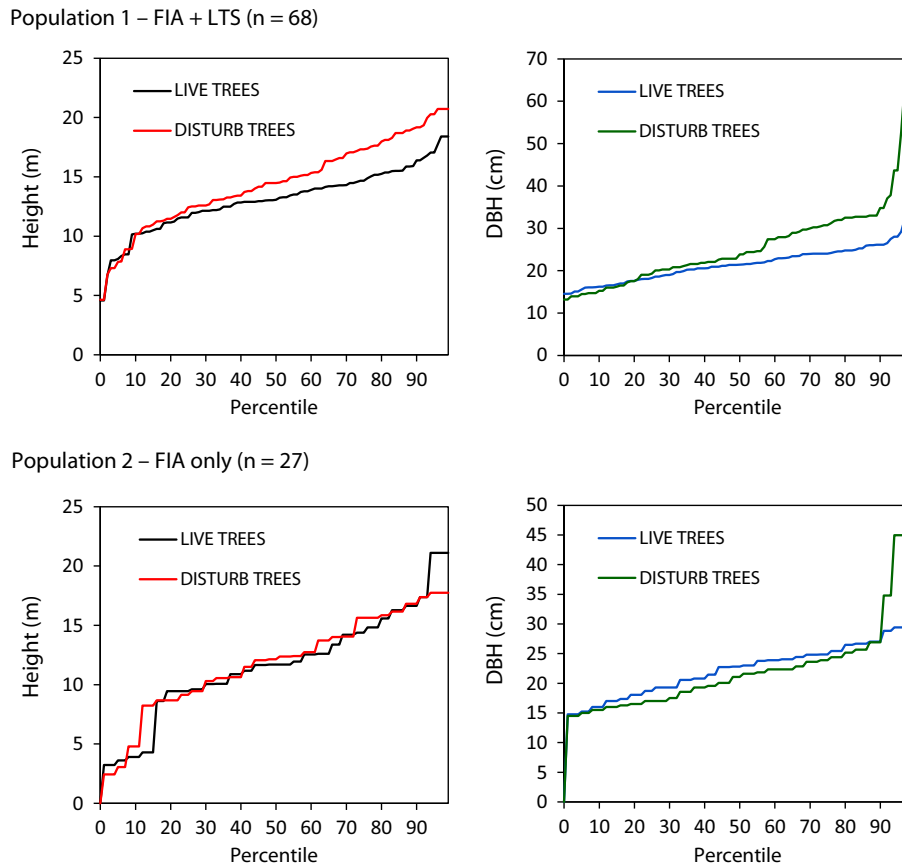 Population 1 – FIA + LTS (n = 68)
25
20
15
10
5
0
Height (m)
LIVE TREES
DISTURB TREES
0 10 20 30 40 50 60 70 80 90
Percentile
70
60
50
40
30
20
10
0
DBH (cm)
LIVE TREES
DISTURB TREES
0 10 20 30 40 50 60 70 80 90
Percentile
Population 2 – FIA only (n = 27)
25
20
15
10
5
0
Height (m)
LIVE TREES
DISTURB TREES
0 10 20 30 40 50 60 70 80 90
Percentile
50
45
40
35
30
25
20
15
10
5
0
DBH (cm)
LIVE TREES
DISTURB TREES
0 10 20 30 40 50 60 70 80 90
Percentile